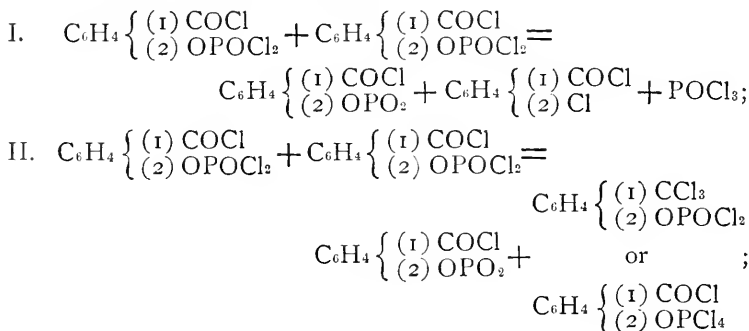 I. C₆H₄ { (1) COCl (2) OPOCl₂ + C₆H₄ { (1) COCl (2) OPOCl₂ =
C₆H₄ { (1) COCl (2) OPO₂ + C₆H₄ { (1) COCl (2) Cl + POCl₃;
II. C₆H₄ { (1) COCl (2) OPOCl₂ + C₆H₄ { (1) COCl (2) OPOCl₂ =
C₆H₄ { (1) CCl₃ (2) OPOCl₂
C₆H₄ { (1) COCl (2) OPO₂ + or ;
C₆H₄ { (1) COCl (2) OPCl₄